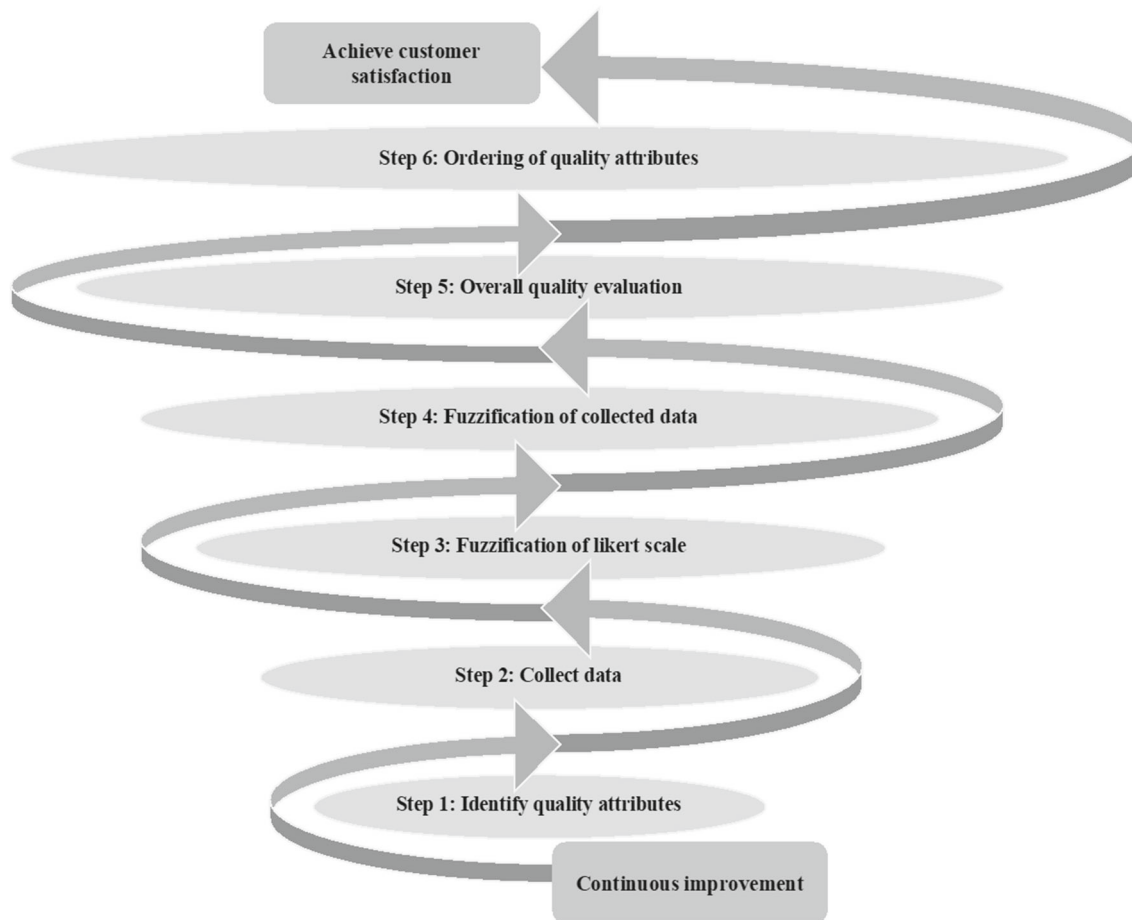 Achieve customer
satisfaction
Step 6: Ordering of quality attributes
Step 5: Overall quality evaluation
Step 4: Fuzzification of collected data
Step 3: Fuzzification of likert scale
Step 2: Collect data
Step 1: Identify quality attributes
Continuous improvement